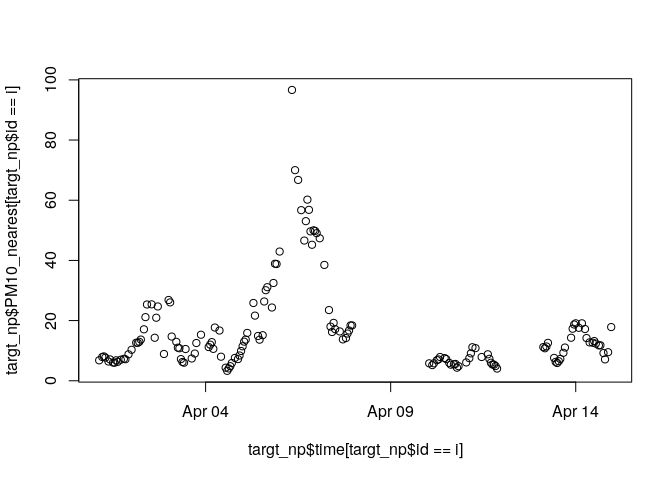 targt_np$PM10_nearest[targt_np$id == i]
100
80
60
40
20
0
Apr 04
Apr 09
Apr 14
targt_np$time[targt_np$id == i]